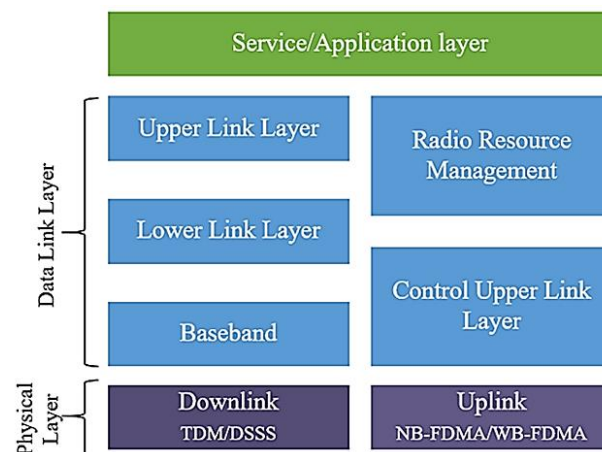 Service/Application layer
Data Link Layer
Upper Link Layer
Radio Resource
Management
Lower Link Layer
Control Upper Link
Layer
Baseband
Physical
Layer
Downlink
TDM/DSSS
Uplink
NB-FDMA/WB-FDMA